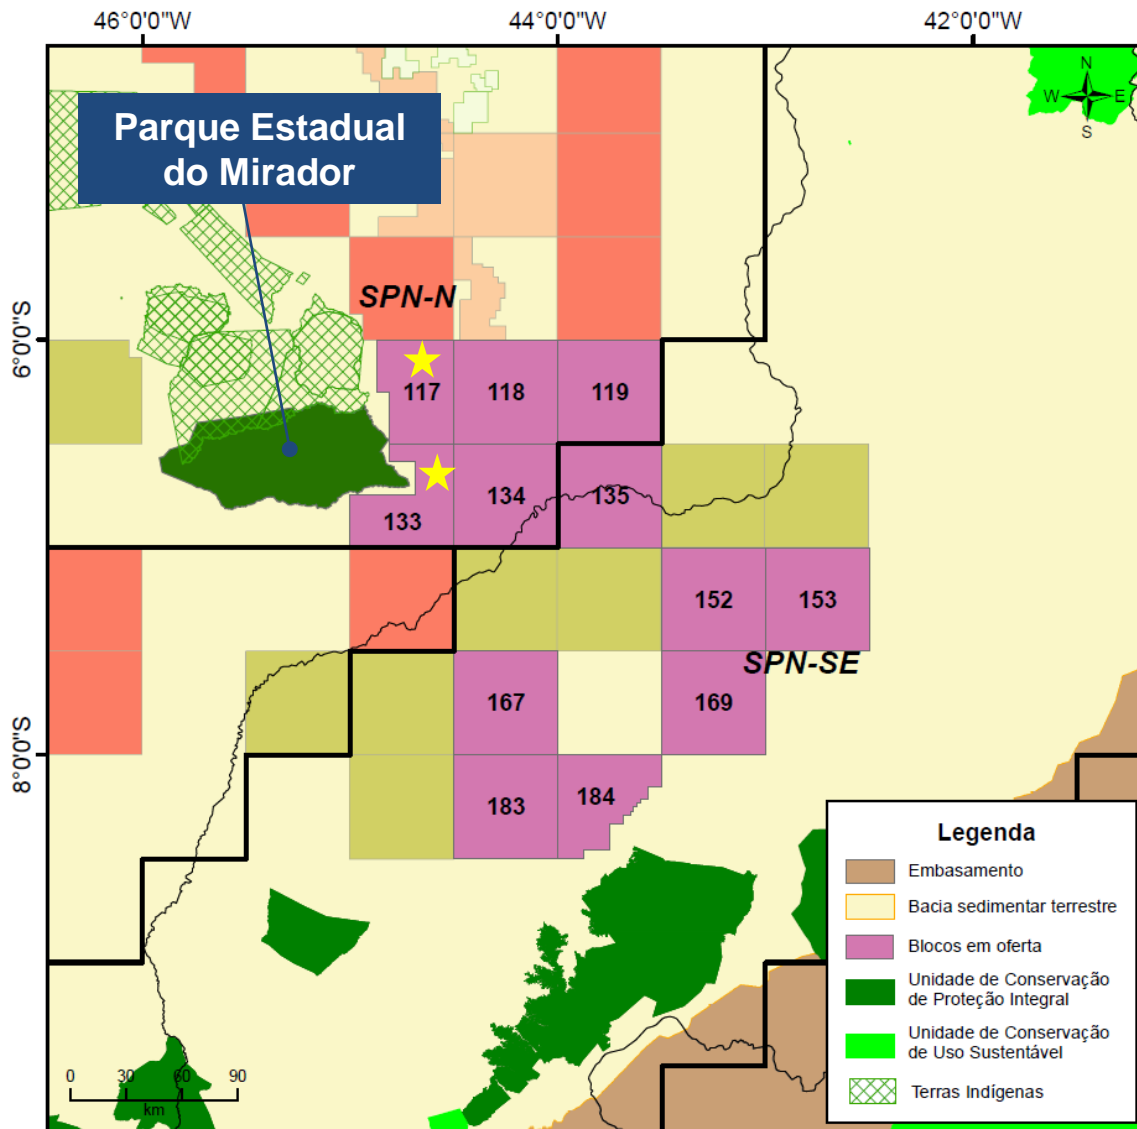 46°0'0"W
44°0'0"W
42°0'0"W
N
W
E
S
Parque Estadual
do Mirador
SPN-N
6°0'0"S
117
118
119
134
135
133
152
153
SPN-SE
167
169
8°0'0"S
183
184
Legenda
Embasamento
Bacia sedimentar terrestre
Blocos em oferta
Unidade de Conservação
de Proteção Integral
Unidade de Conservação
de Uso Sustentável
Terras Indígenas
0 30 60 90
km